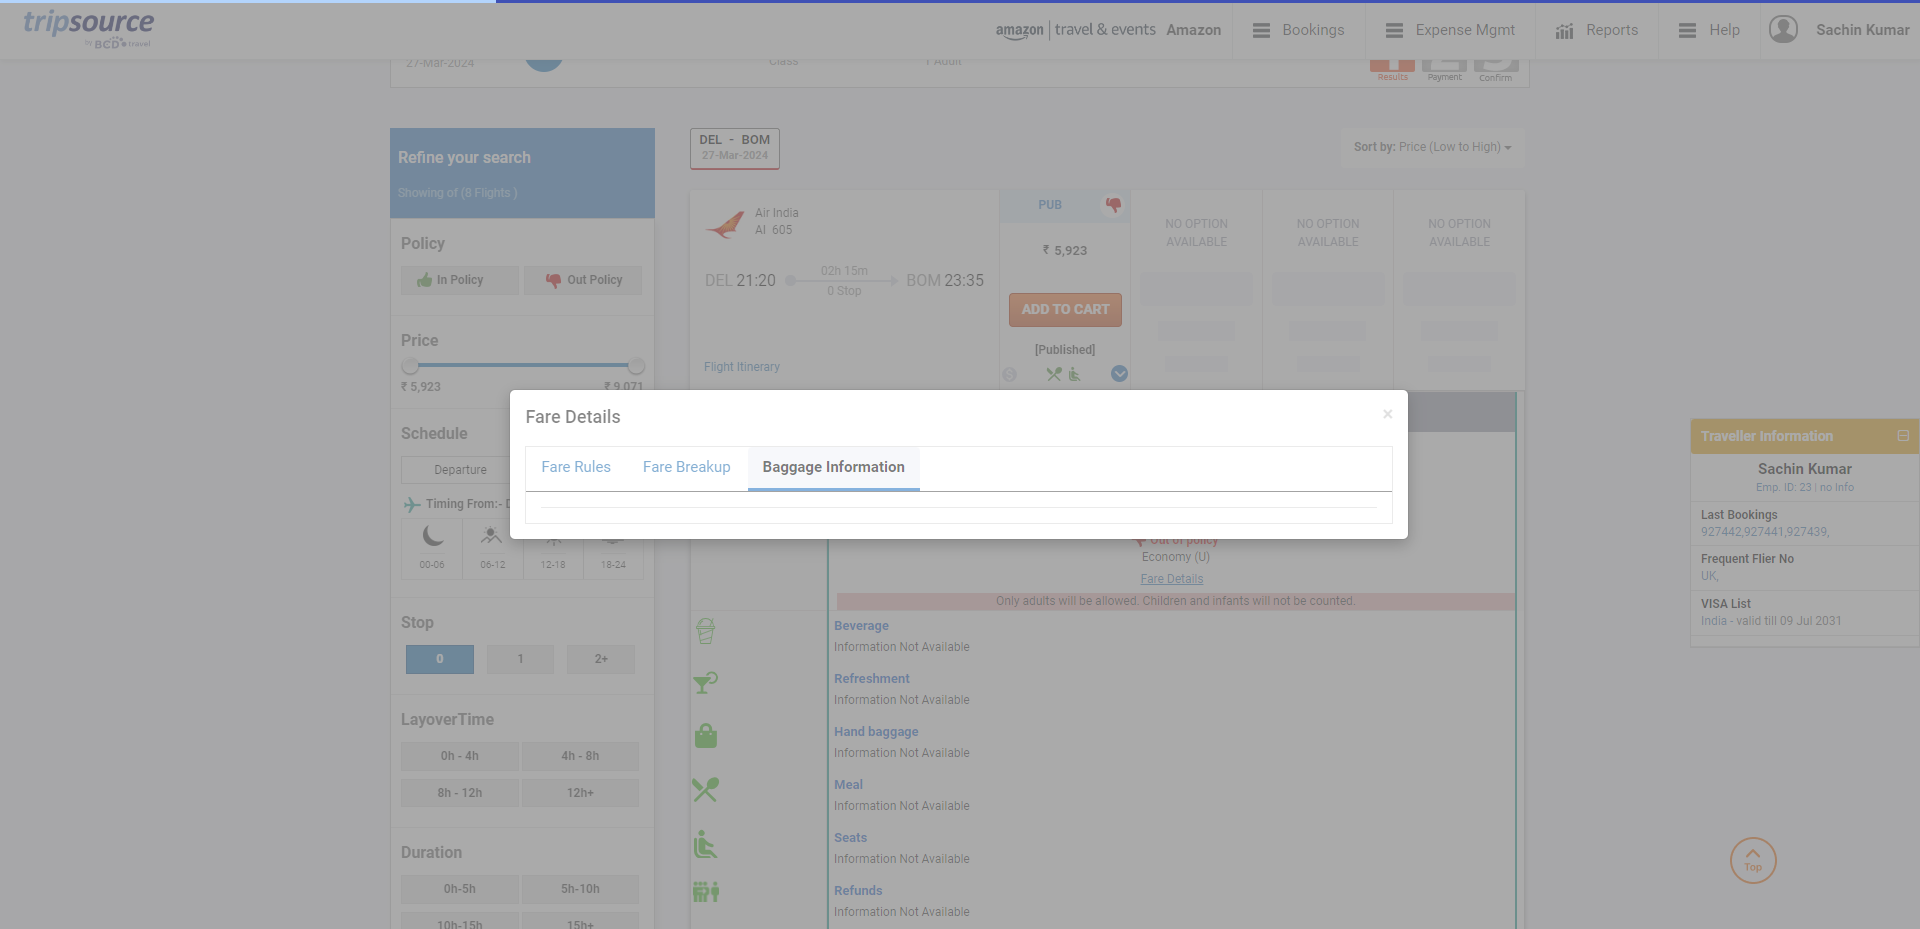 tripsource
BY BCD travel
amazon | travel & events Amazon
Bookings
Expense Mgmt
Reports
Help
Sachin Kumar
27-Mar-2024
Class
1 Adult
Results
Payment
Confirm
Refine your search
Showing of (8 Flights )
DEL - BOM
27-Mar-2024
Sort by: Price (Low to High)
Policy
In Policy
Out Policy
Price
₹ 5,923
₹ 9,071
Schedule
Departure
Timing From:-
00-06
06-12
12-18
18-24
Stop
0
1
2+
LayoverTime
0h - 4h
4h - 8h
8h - 12h
12h+
Duration
0h-5h
5h-10h
10h-15h
15h+
Air India
AI 605
DEL 21:20
02h 15m
0 Stop
BOM 23:35
Flight Itinerary
PUB
₹ 5,923
ADD TO CART
[Published]
NO OPTION
AVAILABLE
NO OPTION
AVAILABLE
NO OPTION
AVAILABLE
Fare Details
×
Fare Rules
Fare Breakup
Baggage Information
Out of policy
Economy (U)
Fare Details
Only adults will be allowed. Children and infants will not be counted.
Beverage
Information Not Available
Refreshment
Information Not Available
Hand baggage
Information Not Available
Meal
Information Not Available
Seats
Information Not Available
Refunds
Information Not Available
Traveller Information
Sachin Kumar
Emp. ID: 23 | no Info
Last Bookings
927442,927441,927439,
Frequent Flier No
UK,
VISA List
India - valid till 09 Jul 2031
Top